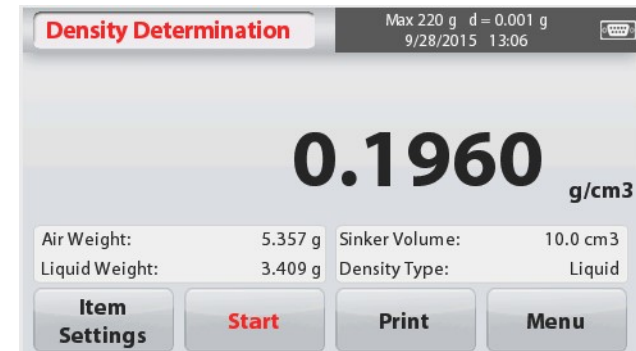 Density Determination
Max 220 g d = 0.001 g
9/28/2015 13:06
0.1960 g/cm3
Air Weight: 5.357 g Sinker Volume: 10.0 cm3
Liquid Weight: 3.409 g Density Type: Liquid
Item Settings
Start
Print
Menu